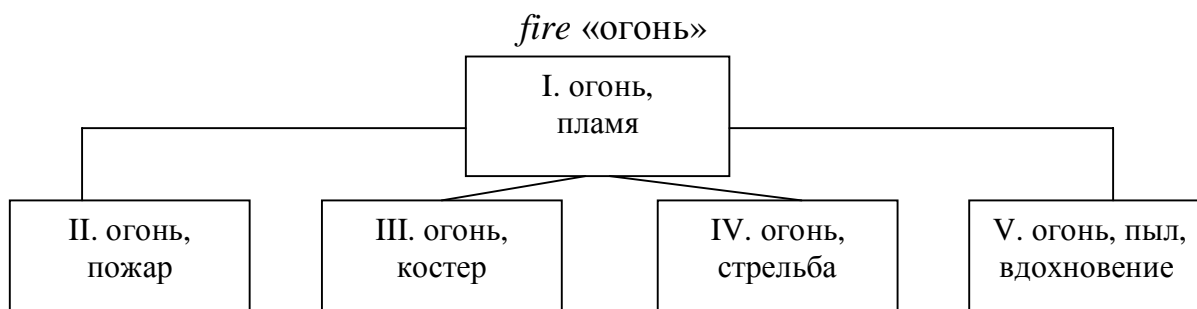 fire «огонь»
I. огонь,
пламя
II. огонь,
пожар
III. огонь,
костер
IV. огонь,
стрельба
V. огонь, пыл,
вдохновение